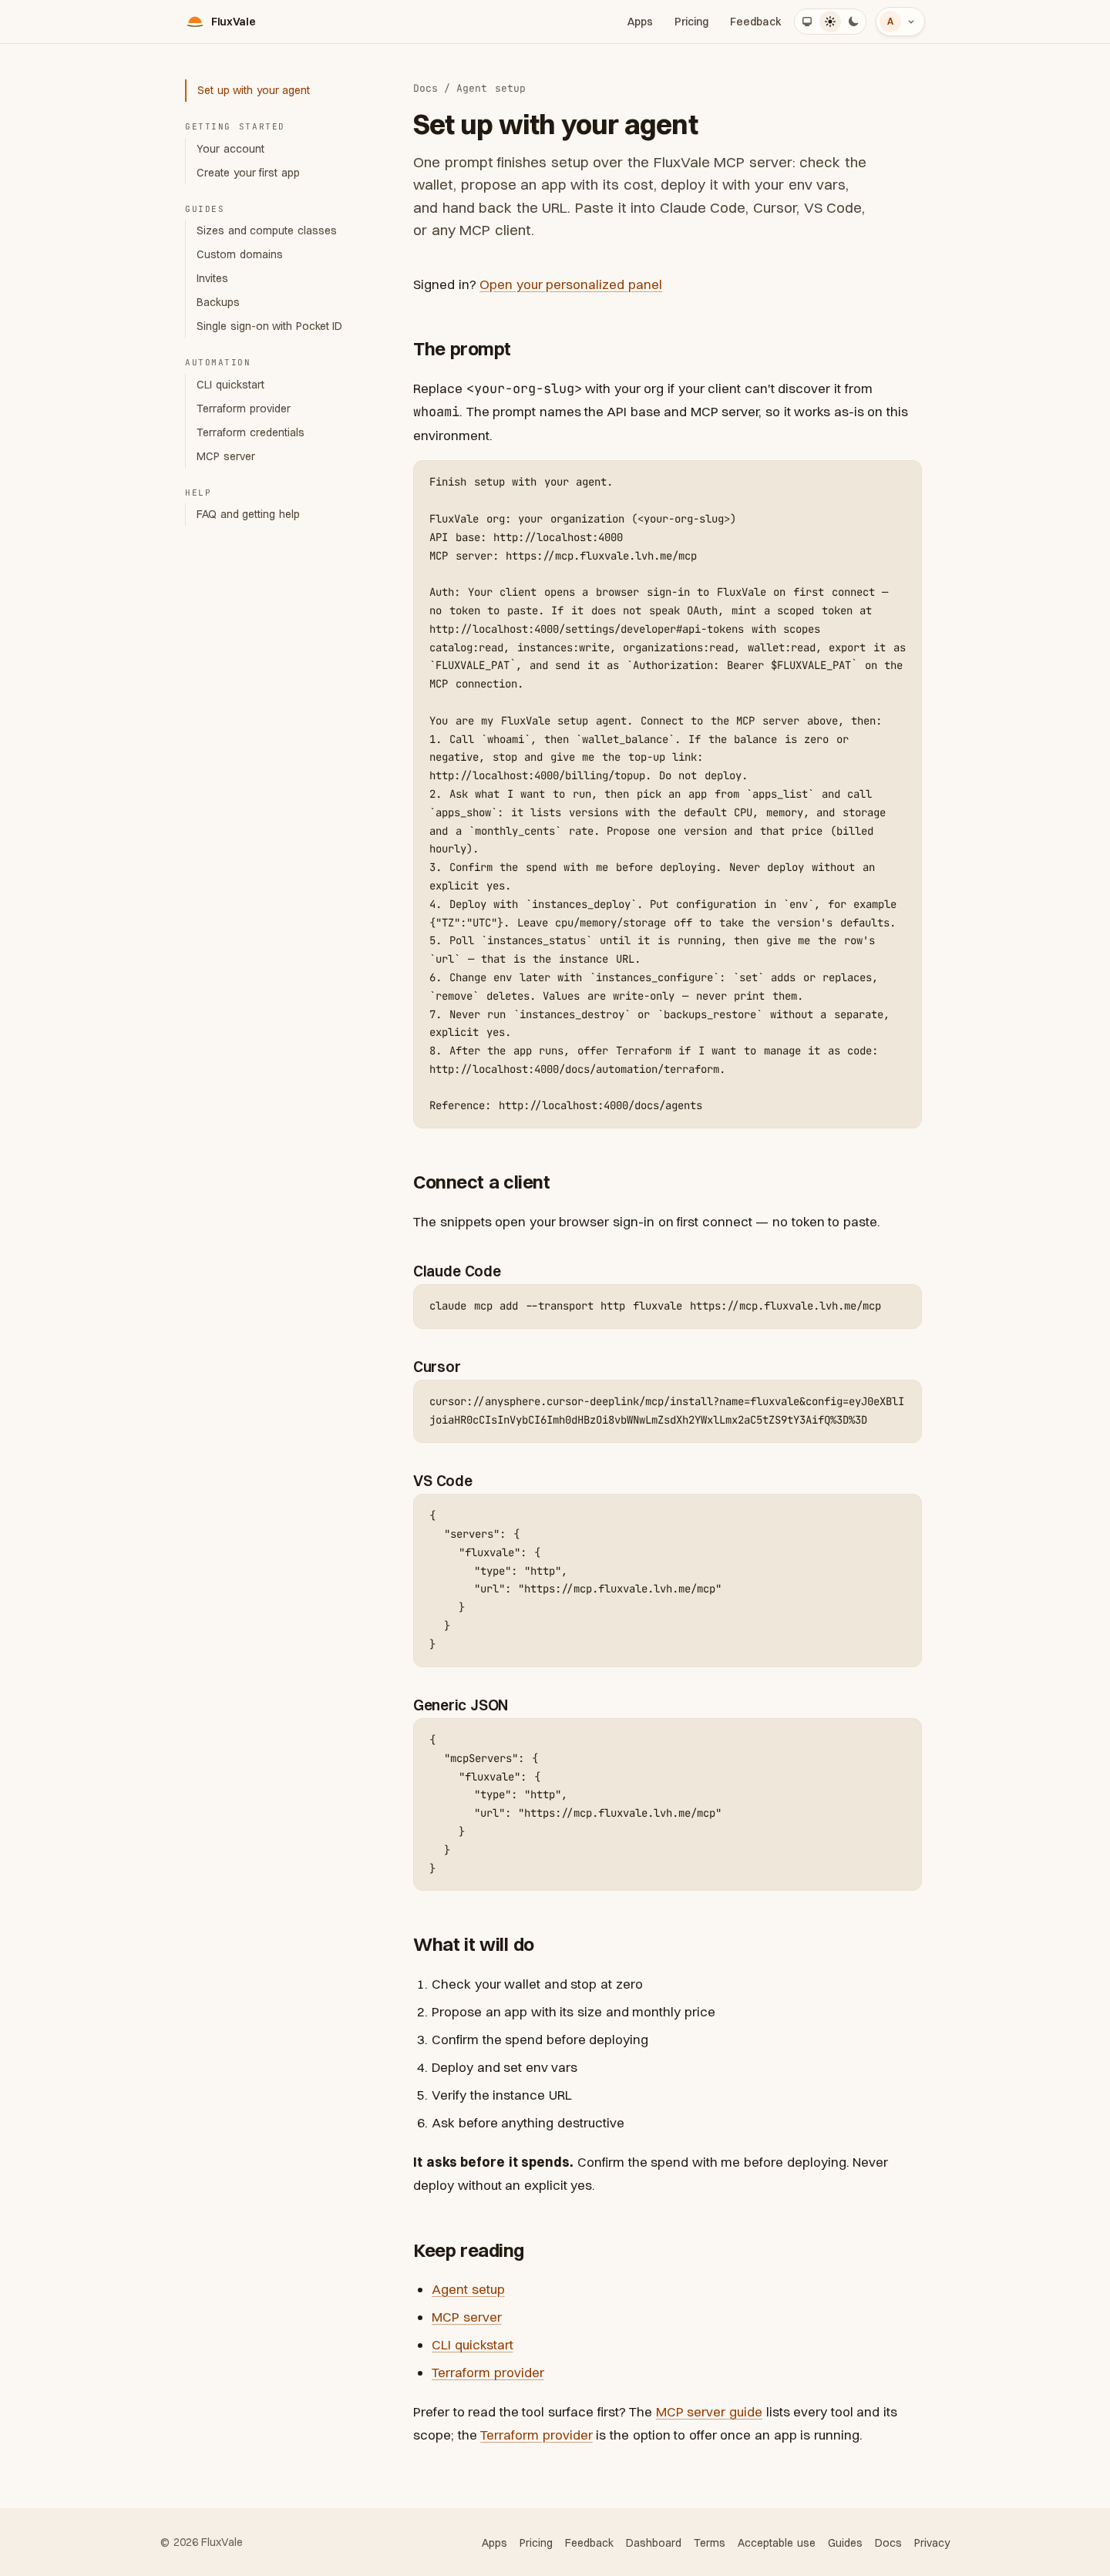 FluxVale
Apps
Pricing
Feedback
A
Set up with your agent
GETTING STARTED
Your account
Create your first app
GUIDES
Sizes and compute classes
Custom domains
Invites
Backups
Single sign-on with Pocket ID
AUTOMATION
CLI quickstart
Terraform provider
Terraform credentials
MCP server
HELP
FAQ and getting help
Docs / Agent setup
Set up with your agent
One prompt finishes setup over the FluxVale MCP server: check the
wallet, propose an app with its cost, deploy it with your env vars,
and hand back the URL. Paste it into Claude Code, Cursor, VS Code,
or any MCP client.
Signed in? Open your personalized panel
The prompt
Replace <your-org-slug> with your org if your client can't discover it from
whoami. The prompt names the API base and MCP server, so it works as-is on this
environment.
Finish setup with your agent.
FluxVale org: your organization (<your-org-slug>)
API base: http://localhost:4000
MCP server: https://mcp.fluxvale.lvh.me/mcp
Auth: Your client opens a browser sign-in to FluxVale on first connect —
no token to paste. If it does not speak OAuth, mint a scoped token at
http://localhost:4000/settings/developer#api-tokens with scopes
catalog:read, instances:write, organizations:read, wallet:read, export it as
`FLUXVALE_PAT`, and send it as `Authorization: Bearer $FLUXVALE_PAT` on the
MCP connection.
You are my FluxVale setup agent. Connect to the MCP server above, then:
1. Call `whoami`, then `wallet_balance`. If the balance is zero or
negative, stop and give me the top-up link:
http://localhost:4000/billing/topup. Do not deploy.
2. Ask what I want to run, then pick an app from `apps_list` and call
`apps_show`: it lists versions with the default CPU, memory, and storage
and a `monthly_cents` rate. Propose one version and that price (billed
hourly).
3. Confirm the spend with me before deploying. Never deploy without an
explicit yes.
4. Deploy with `instances_deploy`. Put configuration in `env`, for example
{"TZ":"UTC"}. Leave cpu/memory/storage off to take the version's defaults.
5. Poll `instances_status` until it is running, then give me the row's
`url` — that is the instance URL.
6. Change env later with `instances_configure`: `set` adds or replaces,
`remove` deletes. Values are write-only — never print them.
7. Never run `instances_destroy` or `backups_restore` without a separate,
explicit yes.
8. After the app runs, offer Terraform if I want to manage it as code:
http://localhost:4000/docs/automation/terraform.
Reference: http://localhost:4000/docs/agents
Connect a client
The snippets open your browser sign-in on first connect — no token to paste.
Claude Code
claude mcp add --transport http fluxvale https://mcp.fluxvale.lvh.me/mcp
Cursor
cursor://anysphere.cursor-deeplink/mcp/install?name=fluxvale&config=eyJ0eXBlI
joiaHR0cCIsInVybCI6Imh0dHBzOi8vbWNwLmZsdXh2YWxlLmx2aC5tZS9tY3AifQ%3D%3D
VS Code
{
"servers": {
"fluxvale": {
"type": "http",
"url": "https://mcp.fluxvale.lvh.me/mcp"
}
}
}
Generic JSON
{
"mcpServers": {
"fluxvale": {
"type": "http",
"url": "https://mcp.fluxvale.lvh.me/mcp"
}
}
}
What it will do
1. Check your wallet and stop at zero
2. Propose an app with its size and monthly price
3. Confirm the spend before deploying
4. Deploy and set env vars
5. Verify the instance URL
6. Ask before anything destructive
It asks before it spends. Confirm the spend with me before deploying. Never
deploy without an explicit yes.
Keep reading
• Agent setup
• MCP server
• CLI quickstart
• Terraform provider
Prefer to read the tool surface first? The MCP server guide lists every tool and its
scope; the Terraform provider is the option to offer once an app is running.
© 2026 FluxVale
Apps
Pricing
Feedback
Dashboard
Terms
Acceptable use
Guides
Docs
Privacy